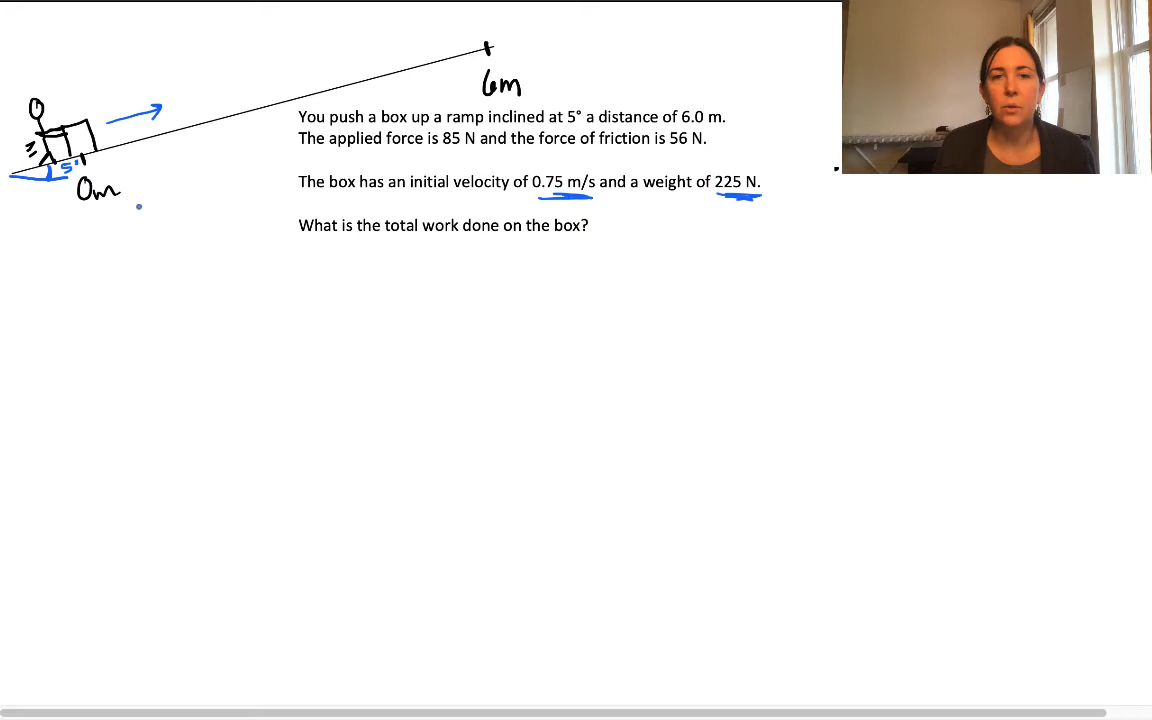 6m
You push a box up a ramp inclined at 5° a distance of 6.0 m.
The applied force is 85 N and the force of friction is 56 N.
5°
0m
The box has an initial velocity of 0.75 m/s and a weight of 225 N.
What is the total work done on the box?